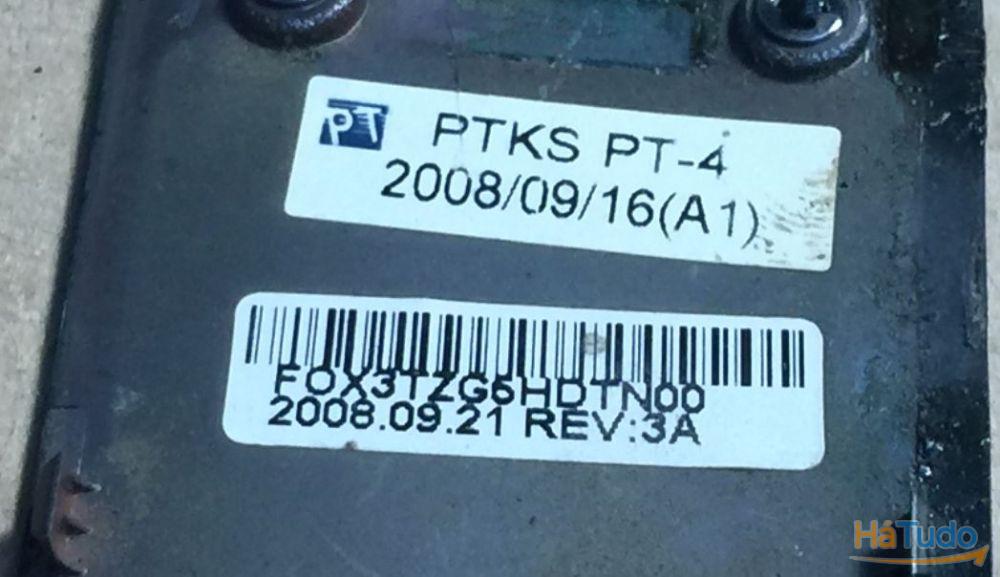 PT PTKS PT-4
2008/09/16(A1)
FOX3TZG5HDTN00
2008.09.21 REV:3A
HáTudo